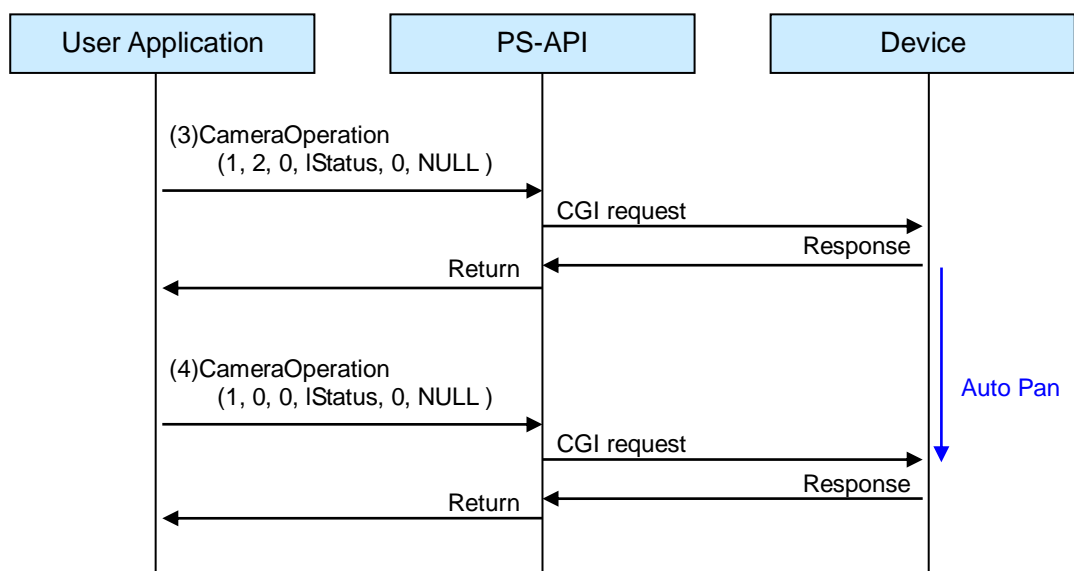 User Application
PS-API
Device
(3)CameraOperation
(1, 2, 0, lStatus, 0, NULL )
CGI request
Response
Return
(4)CameraOperation
(1, 0, 0, lStatus, 0, NULL )
Auto Pan
CGI request
Response
Return